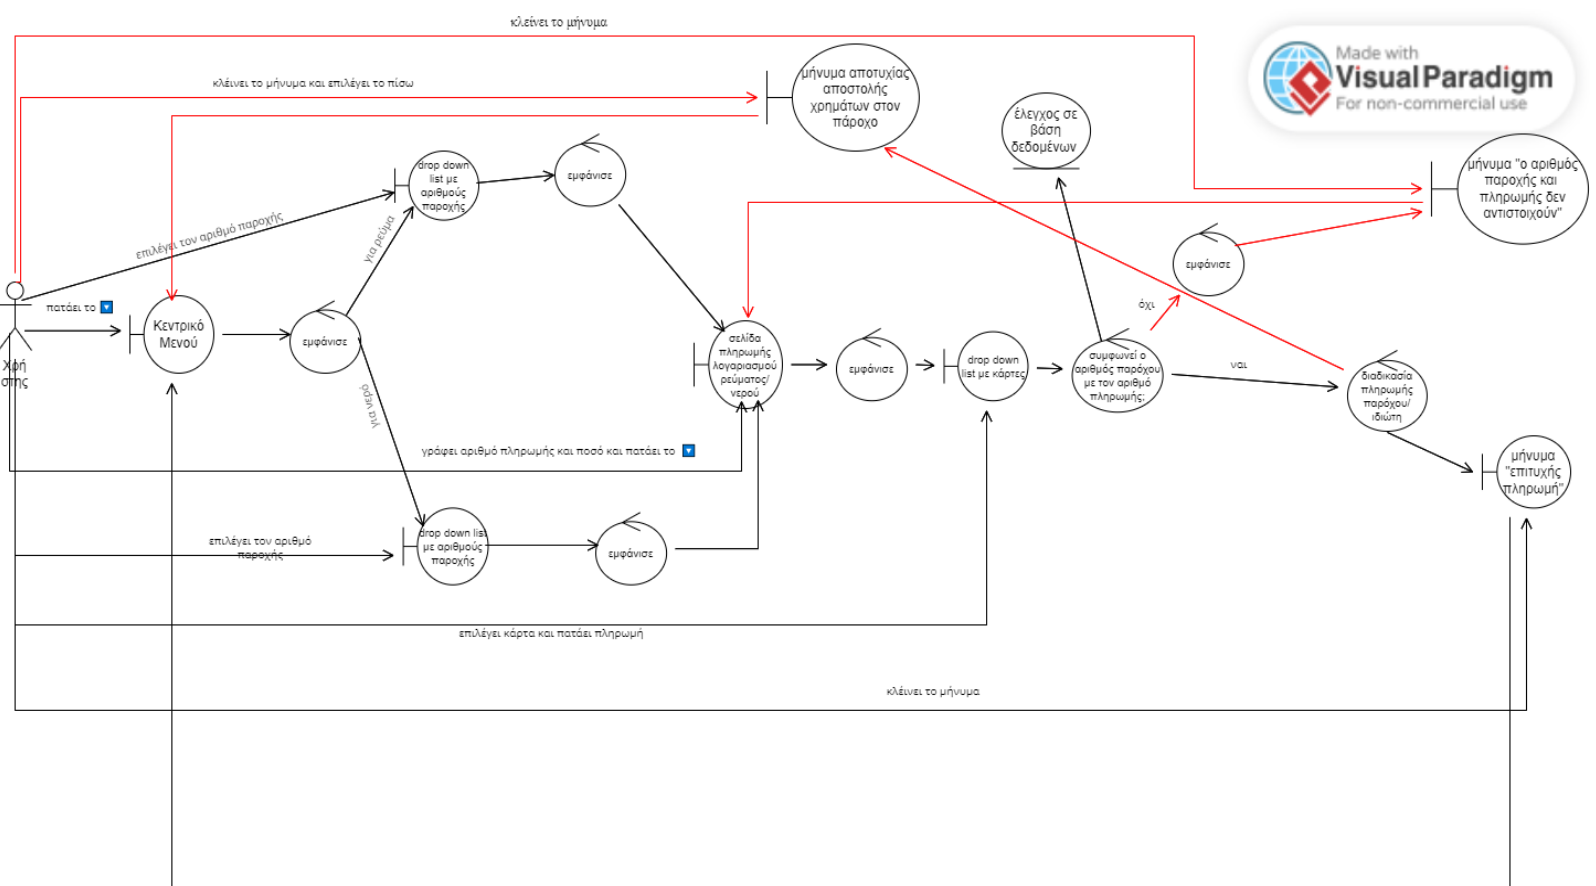 κλείνει το μήνυμα
Made with
Visual Paradigm
For non-commercial use
κλέινει το μήνυμα και επιλέγει το πίσω
μήνυμα αποτυχίας
αποστολής
χρημάτων στον
πάροχο
έλεγχος σε
βάση
δεδομένων
μήνυμα "ο αριθμός
παροχής και
πληρωμής δεν
αντιστοιχούν"
drop down
list με
αριθμούς
παροχής
εμφάνισε
επιλέγει τον αριθμό παροχής
για ρεύμα
εμφάνισε
όχι
πατάει το
Κεντρικό
Μενού
εμφάνισε
Χρή
στης
σελίδα
πληρωμής
λογαριασμού
ρεύματος/
νερού
εμφάνισε
drop down
list με κάρτες
συμφωνεί ο
αριθμός παρόχου
με τον αριθμό
πληρωμής;
ναι
διαδικασία
πληρωμής
παρόχου/
ιδιώτη
για νερό
γράφει αριθμό πληρωμής και ποσό και πατάει το
μήνυμα
"επιτυχής
πληρωμή"
επιλέγει τον αριθμό
παροχής
drop down list
με αριθμούς
παροχής
εμφάνισε
επιλέγει κάρτα και πατάει πληρωμή
κλέινει το μήνυμα